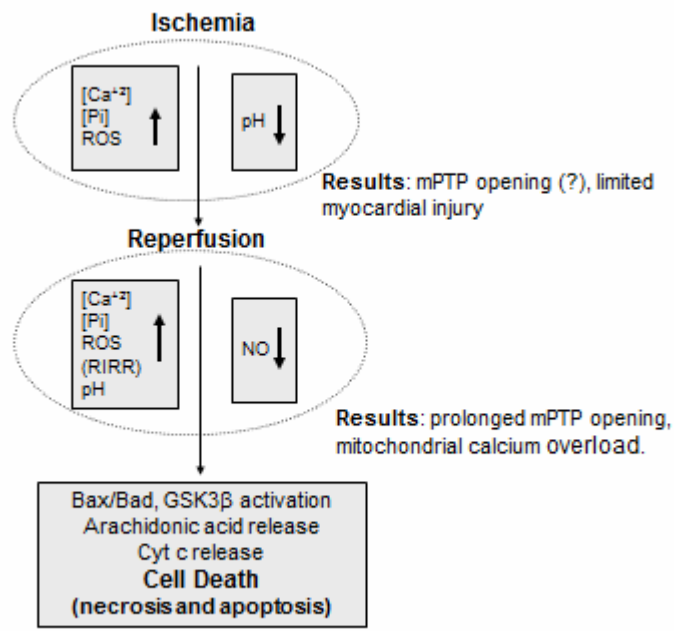 Ischemia
[Ca⁺²]
[Pi]
ROS
pH
Results: mPTP opening (?), limited
myocardial injury
Reperfusion
[Ca⁺²]
[Pi]
ROS
(RIRR)
pH
NO
Results: prolonged mPTP opening,
mitochondrial calcium overload.
Bax/Bad, GSK3β activation
Arachidonic acid release
Cyt c release
Cell Death
(necrosis and apoptosis)